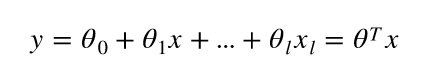 y = θ₀ + θ₁x + ... + θₗxₗ = θᵀx